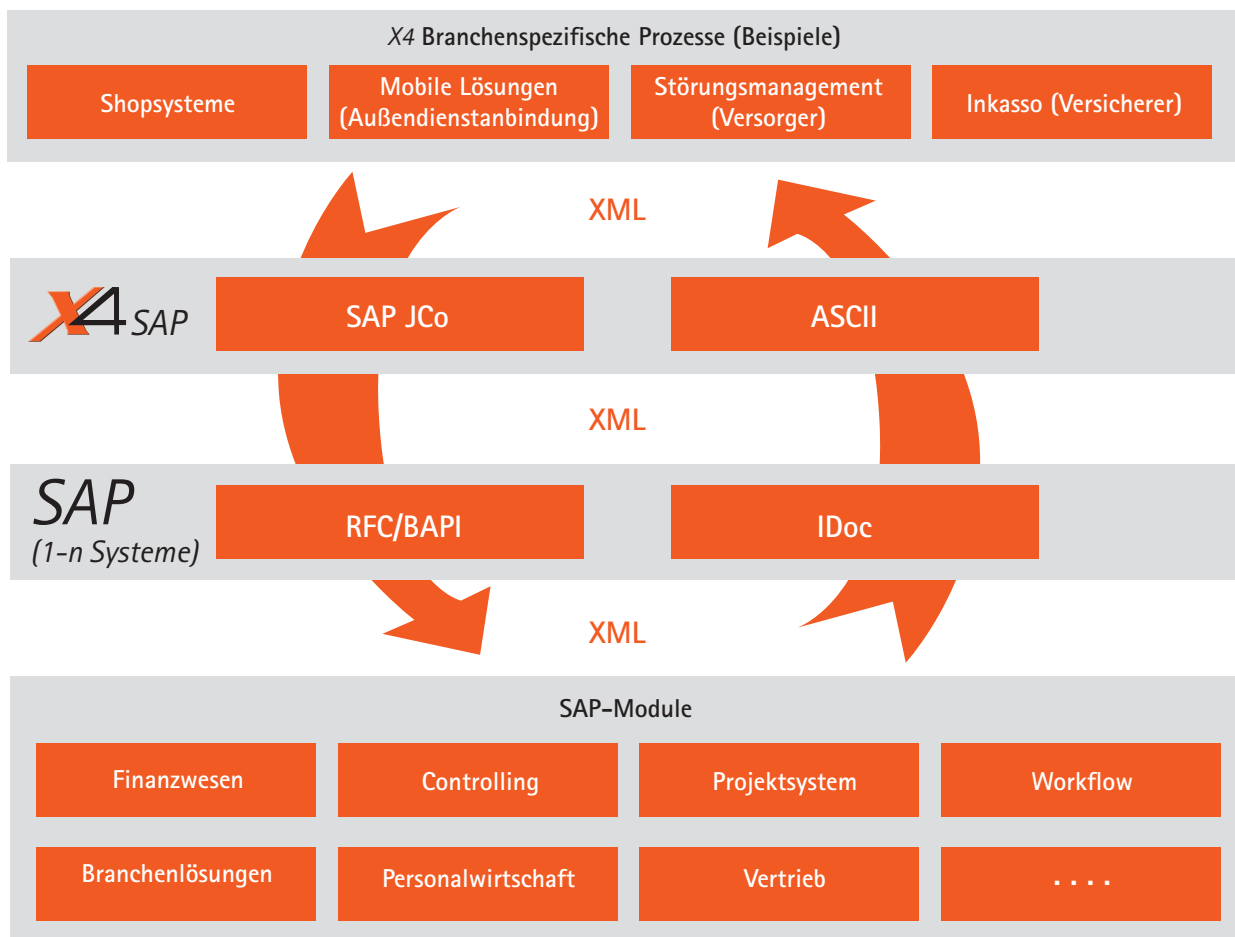 X4 Branchenspezifische Prozesse (Beispiele)
Shopsysteme
Mobile Lösungen
(Außendienstanbindung)
Störungsmanagement
(Versorger)
Inkasso (Versicherer)
XML
X4 SAP
SAP JCo
ASCII
XML
SAP
(1-n Systeme)
RFC/BAPI
IDoc
XML
SAP-Module
Finanzwesen
Controlling
Projektsystem
Workflow
Branchenlösungen
Personalwirtschaft
Vertrieb
. . . .